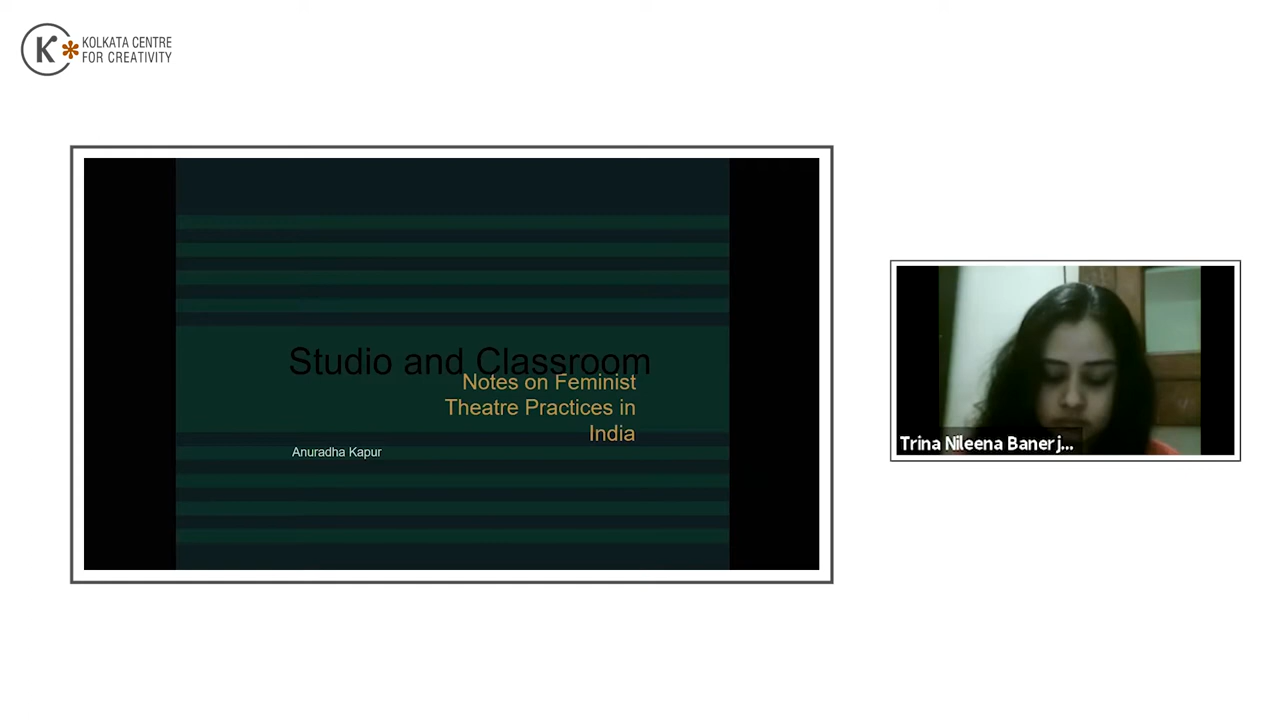 KOLKATA CENTRE
FOR CREATIVITY
Studio and Classroom
Notes on Feminist
Theatre Practices in
India
Anuradha Kapur
Trina Nileena Banerj...